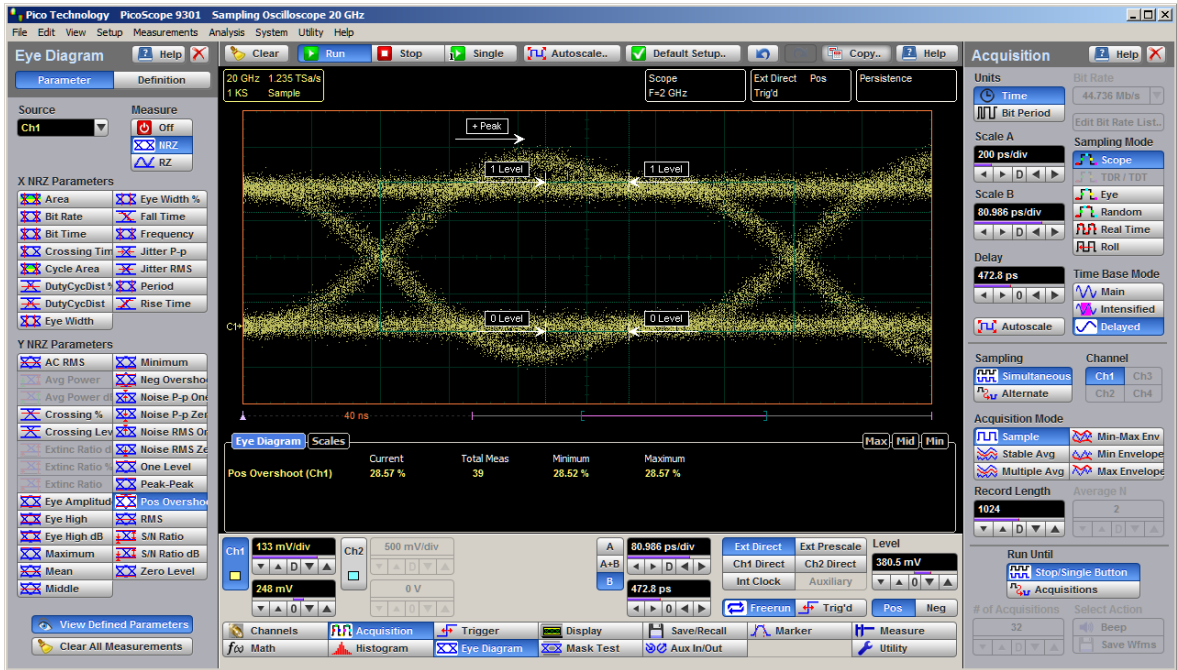 Pico Technology PicoScope 9301 Sampling Oscilloscope 20 GHz
File Edit View Setup Measurements Analysis System Utility Help
Eye Diagram Help
Parameter Definition
Source Measure
Ch1 Off
NRZ
RZ
X NRZ Parameters
Area Eye Width %
Bit Rate Fall Time
Bit Time Frequency
Crossing Tim Jitter P-p
Cycle Area Jitter RMS
DutyCycDist % Period
DutyCycDist Rise Time
Eye Width
Y NRZ Parameters
AC RMS Minimum
Avg Power Neg Oversho
Avg Power d Noise P-p One
Crossing % Noise P-p Zer
Crossing Lev Noise RMS On
Extinc Ratio d Noise RMS Ze
Extinc Ratio % One Level
Extinc Ratio Peak-Peak
Eye Amplitud Pos Oversho
Eye High RMS
Eye High dB S/N Ratio
Maximum S/N Ratio dB
Mean Zero Level
Middle
View Defined Parameters
Clear All Measurements
Clear Run Stop Single Autoscale.. Default Setup.. Copy.. Help
20 GHz 1.235 TSa/s
1 KS Sample
Scope
F=2 GHz
Ext Direct Pos
Trig'd
Persistence
+ Peak
1 Level 1 Level
0 Level 0 Level
C1
40 ns
Eye Diagram Scales Max Mid Min
Current Total Meas Minimum Maximum
Pos Overshoot (Ch1) 28.57 % 39 28.52 % 28.57 %
Ch1 133 mV/div Ch2 500 mV/div
D D
248 mV 0 V
0 0
A 80.986 ps/div
A+B D
B 472.8 ps
0
Ext Direct Ext Prescale Level
Ch1 Direct Ch2 Direct 380.5 mV
Int Clock Auxiliary 0
Freerun Trig'd Pos Neg
Channels Acquisition Trigger Display Save/Recall Marker Measure
f(x) Math Histogram Eye Diagram Mask Test Aux In/Out Utility
Acquisition Help
Units Bit Rate
Time 44.736 Mb/s
Bit Period Edit Bit Rate List..
Scale A Sampling Mode
200 ps/div Scope
D TDR / TDT
Scale B Eye
80.986 ps/div Random
D Real Time
Roll
Delay
472.8 ps Time Base Mode
0 Main
Intensified
Autoscale Delayed
Sampling Channel
Simultaneous Ch1 Ch3
Alternate Ch2 Ch4
Acquisition Mode
Sample Min-Max Env
Stable Avg Min Envelope
Multiple Avg Max Envelope
Record Length Average N
1024 2
D D
Run Until
Stop/Single Button
Acquisitions
# of Acquisitions Select Action
32 Beep
D Save Wfms